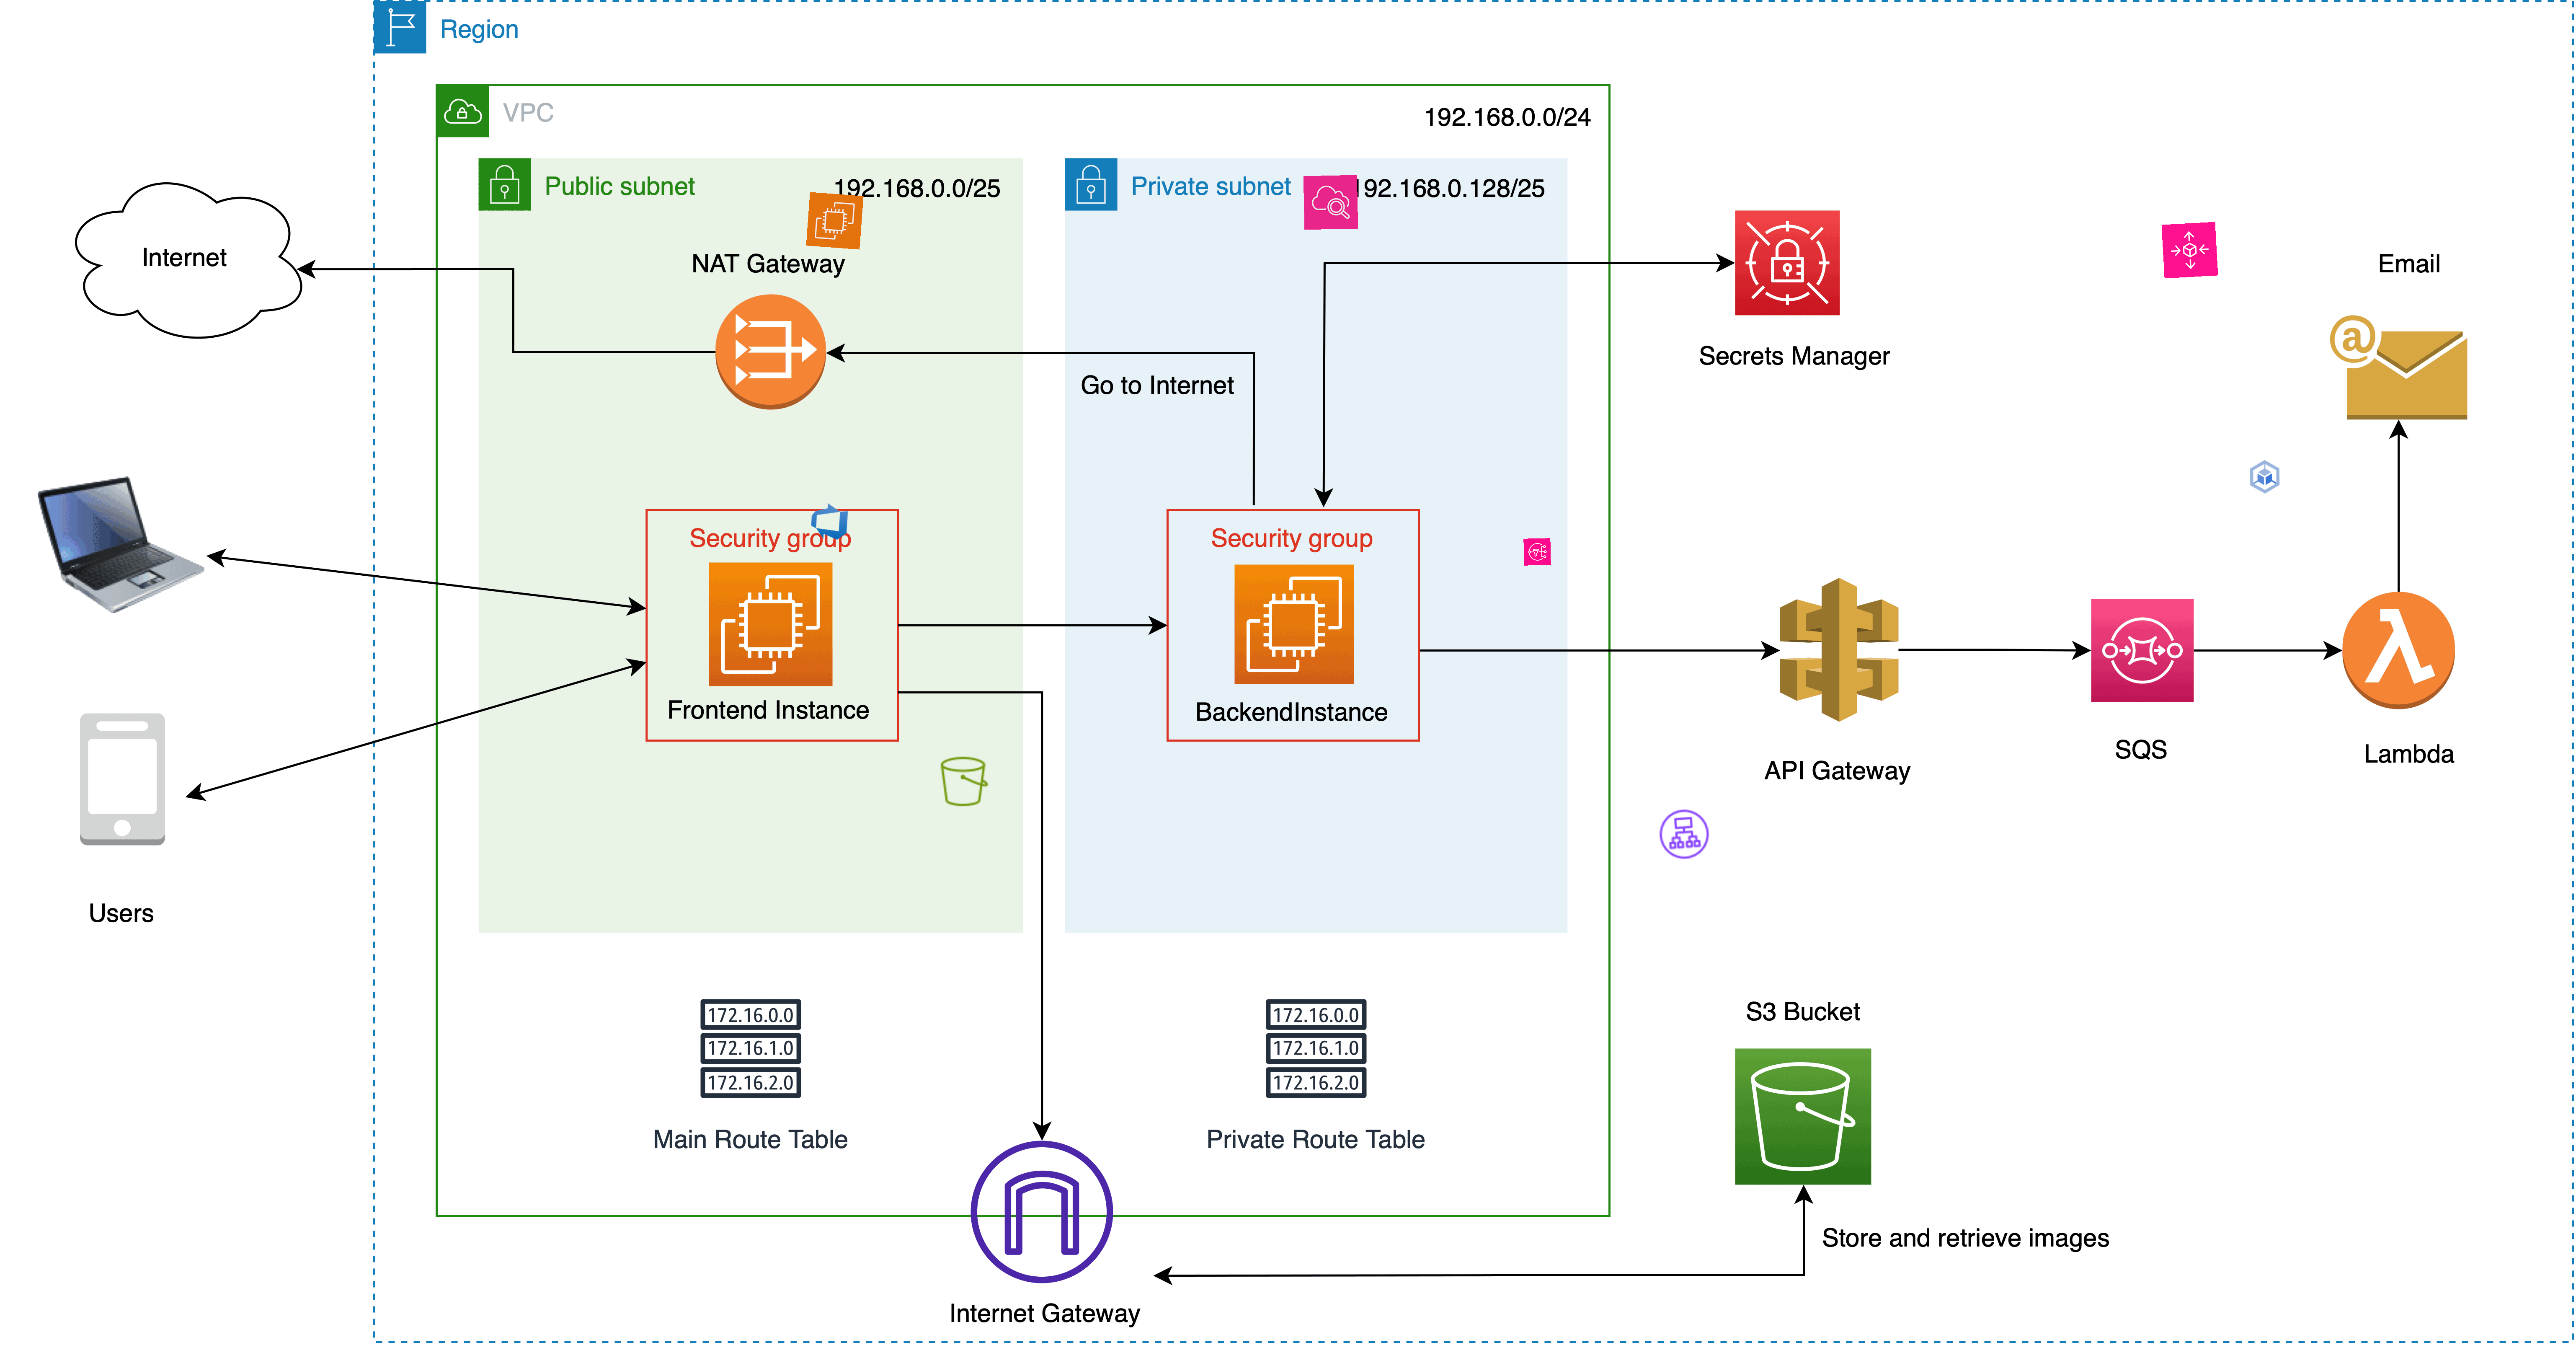 Region
VPC
192.168.0.0/24
Public subnet
192.168.0.0/25
Private subnet
192.168.0.128/25
Internet
NAT Gateway
Go to Internet
Secrets Manager
Email
@
Security group
Frontend Instance
Security group
BackendInstance
API Gateway
SQS
Lambda
Users
172.16.0.0
172.16.1.0
172.16.2.0
Main Route Table
172.16.0.0
172.16.1.0
172.16.2.0
Private Route Table
S3 Bucket
Store and retrieve images
Internet Gateway